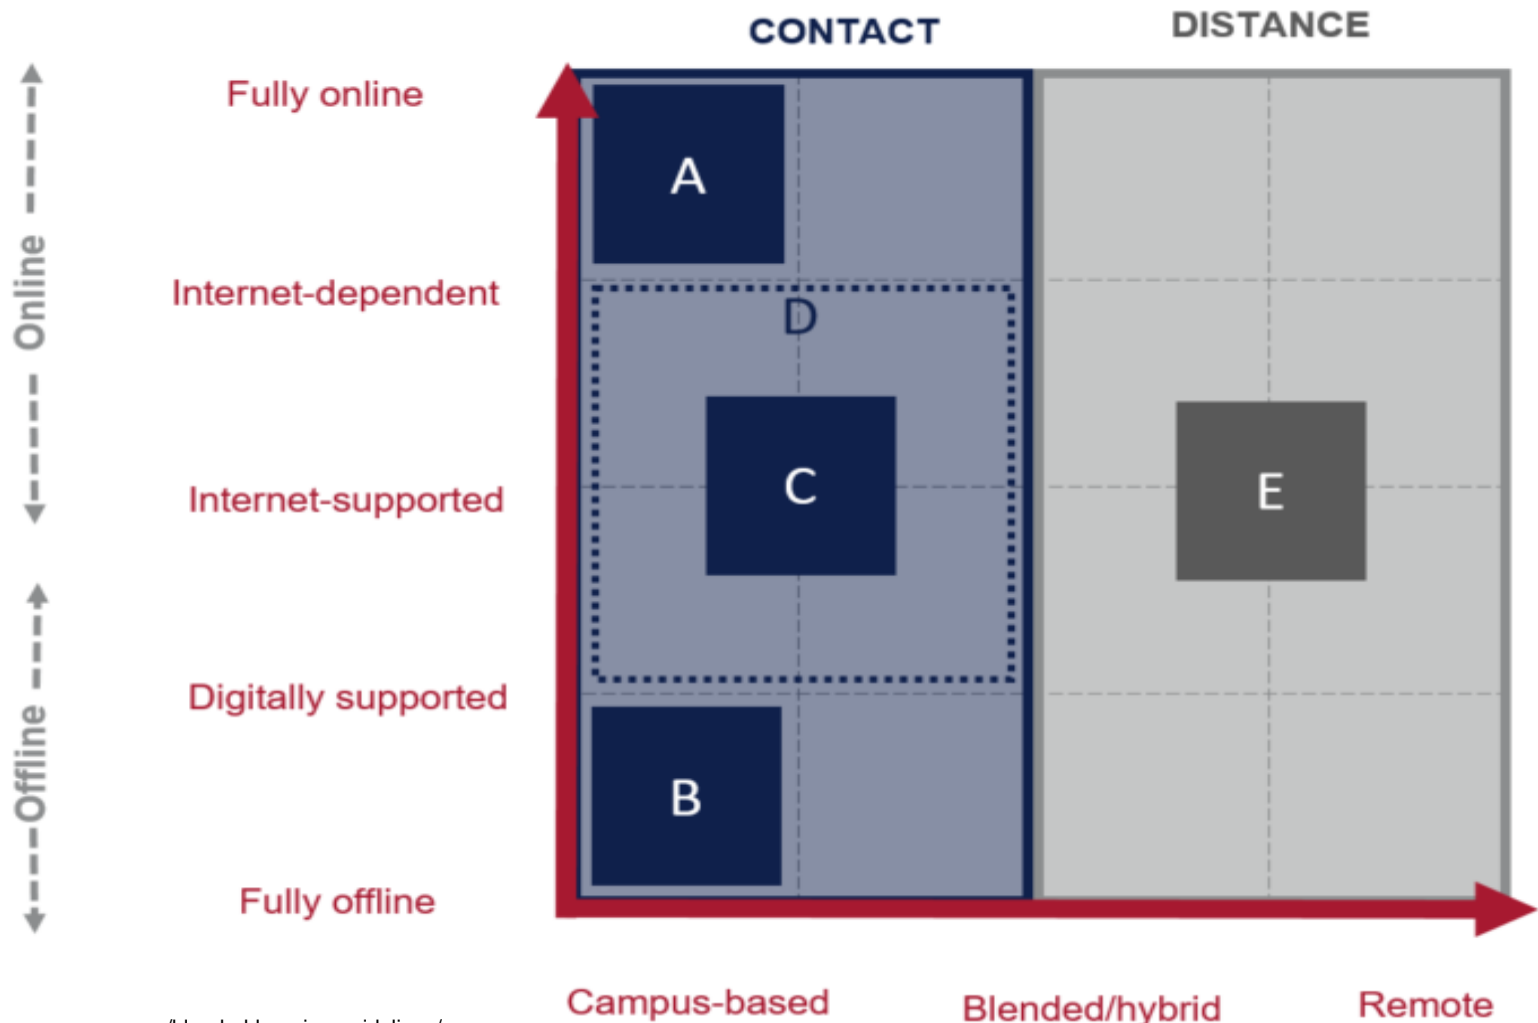 CONTACT
DISTANCE
Fully online
Internet-dependent
Internet-supported
Digitally supported
Fully offline
Online
Offline
A
D
C
E
B
Campus-based
Blended/hybrid
Remote